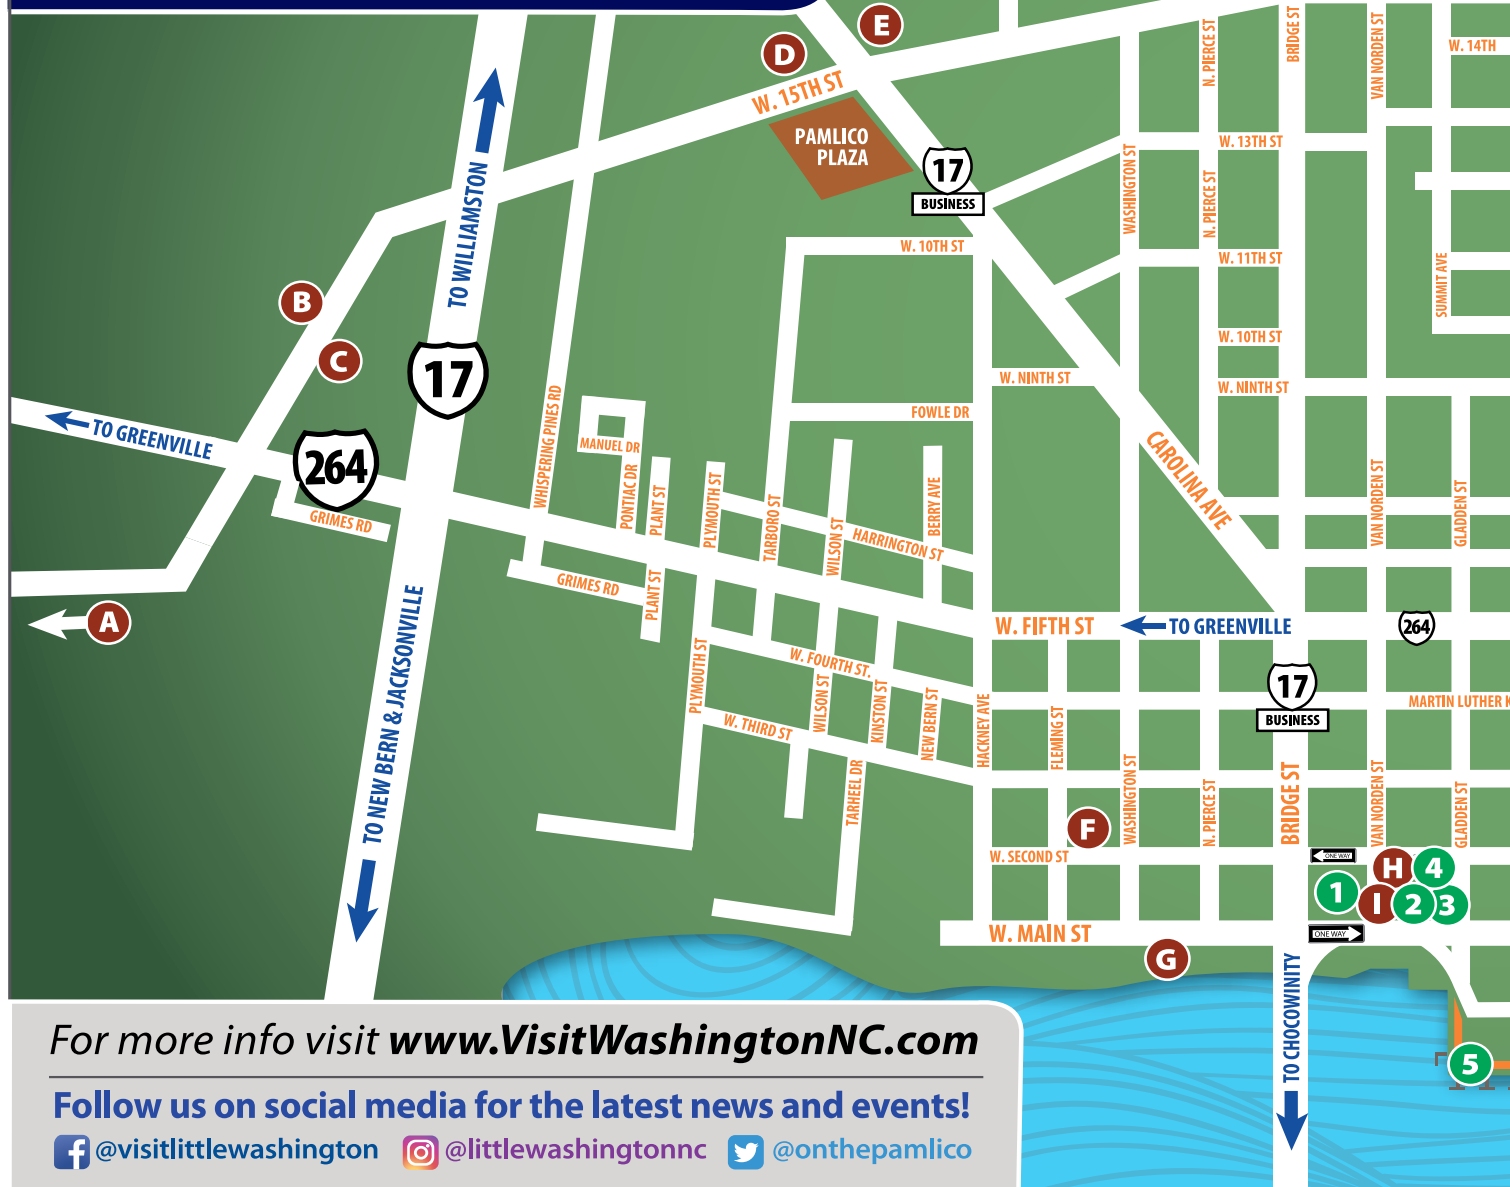 E
D
W. 15TH ST
PAMLICO
PLAZA
17
BUSINESS
N. PIERCE ST
BRIDGE ST
VAN NORDEN ST
W. 14TH
W. 13TH ST
WASHINGTON ST
N. PIERCE ST
W. 10TH ST
W. 11TH ST
SUMMIT AVE
TO WILLIAMSTON
B
C
17
W. 10TH ST
W. NINTH ST
W. NINTH ST
FOWLE DR
TO GREENVILLE
264
GRIMES RD
WHISPERING PINES RD
MANUEL DR
PONTIAC DR
PLANT ST
PLYMOUTH ST
TARBORO ST
WILSON ST
HARRINGTON ST
BERRY AVE
CAROLINA AVE
VAN NORDEN ST
GLADDEN ST
GRIMES RD
PLANT ST
A
W. FIFTH ST
TO GREENVILLE
264
TO NEW BERN & JACKSONVILLE
PLYMOUTH ST
W. FOURTH ST.
WILSON ST
KINSTON ST
NEW BERN ST
HACKNEY AVE
FLEMING ST
17
BUSINESS
MARTIN LUTHER K
W. THIRD ST
TARHEEL DR
WASHINGTON ST
N. PIERCE ST
BRIDGE ST
VAN NORDEN ST
GLADDEN ST
F
W. SECOND ST
ONE WAY
H
4
1
I
2
3
W. MAIN ST
ONE WAY
G
TO CHOCOWINITY
5
For more info visit www.VisitWashingtonNC.com
Follow us on social media for the latest news and events!
@visitlittlewashington @littlewashingtonnc @onthepamlico